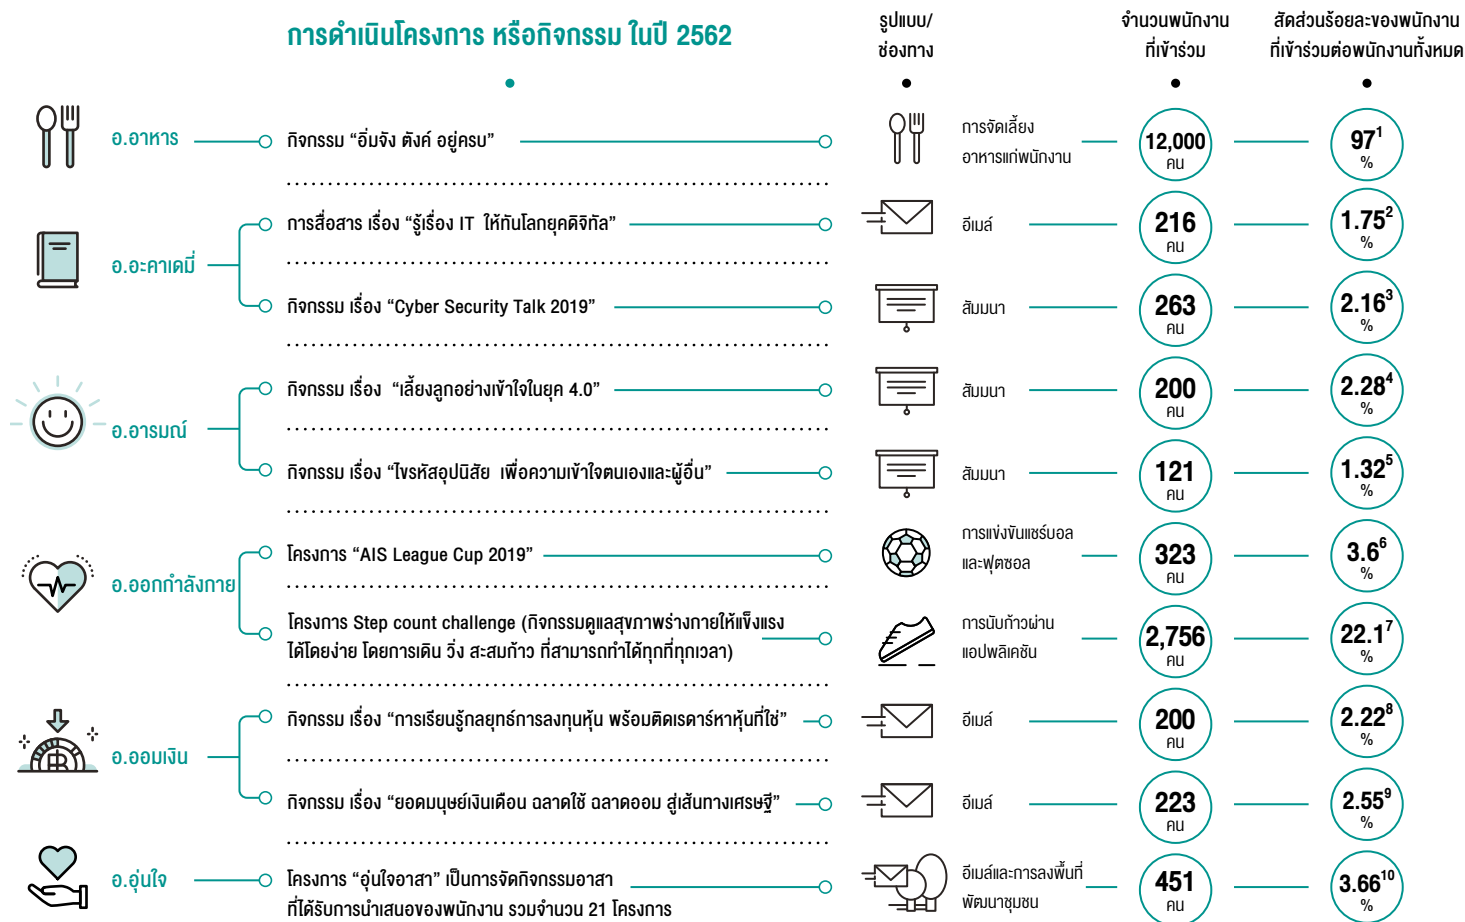 การดำเนินโครงการ หรือกิจกรรม ในปี 2562
รูปแบบ/
ช่องทาง
จำนวนพนักงาน
ที่เข้าร่วม
สัดส่วนร้อยละของพนักงาน
ที่เข้าร่วมต่อพนักงานทั้งหมด
อ.อาหาร
กิจกรรม “อิ่มจัง ตังค์ อยู่ครบ”
การจัดเลี้ยง
อาหารแก่พนักงาน
12,000
คน
97¹
%
อ.อะคาเดมี่
การสื่อสาร เรื่อง “รู้เรื่อง IT ให้ทันโลกยุคดิจิทัล”
อีเมล์
216
คน
1.75²
%
กิจกรรม เรื่อง “Cyber Security Talk 2019”
สัมมนา
263
คน
2.16³
%
อ.อารมณ์
กิจกรรม เรื่อง “เลี้ยงลูกอย่างเข้าใจในยุค 4.0”
สัมมนา
200
คน
2.28⁴
%
กิจกรรม เรื่อง “ไขรหัสอุปนิสัย เพื่อความเข้าใจตนเองและผู้อื่น”
สัมมนา
121
คน
1.32⁵
%
อ.ออกกำลังกาย
โครงการ “AIS League Cup 2019”
การแข่งขันแชร์บอล
และฟุตซอล
323
คน
3.6⁶
%
โครงการ Step count challenge (กิจกรรมดูแลสุขภาพร่างกายให้แข็งแรง
ได้โดยง่าย โดยการเดิน วิ่ง สะสมก้าว ที่สามารถทำได้ทุกที่ทุกเวลา)
การนับก้าวผ่าน
แอปพลิเคชัน
2,756
คน
22.1⁷
%
อ.ออมเงิน
กิจกรรม เรื่อง “การเรียนรู้กลยุทธ์การลงทุนหุ้น พร้อมติดเรดาร์หาหุ้นที่ใช่”
อีเมล์
200
คน
2.22⁸
%
กิจกรรม เรื่อง “ยอดมนุษย์เงินเดือน ฉลาดใช้ ฉลาดออม สู่เส้นทางเศรษฐี”
อีเมล์
223
คน
2.55⁹
%
อ.อุ่นใจ
โครงการ “อุ่นใจอาสา” เป็นการจัดกิจกรรมอาสา
ที่ได้รับการนำเสนอของพนักงาน รวมจำนวน 21 โครงการ
อีเมล์และการลงพื้นที่
พัฒนาชุมชน
451
คน
3.66¹⁰
%